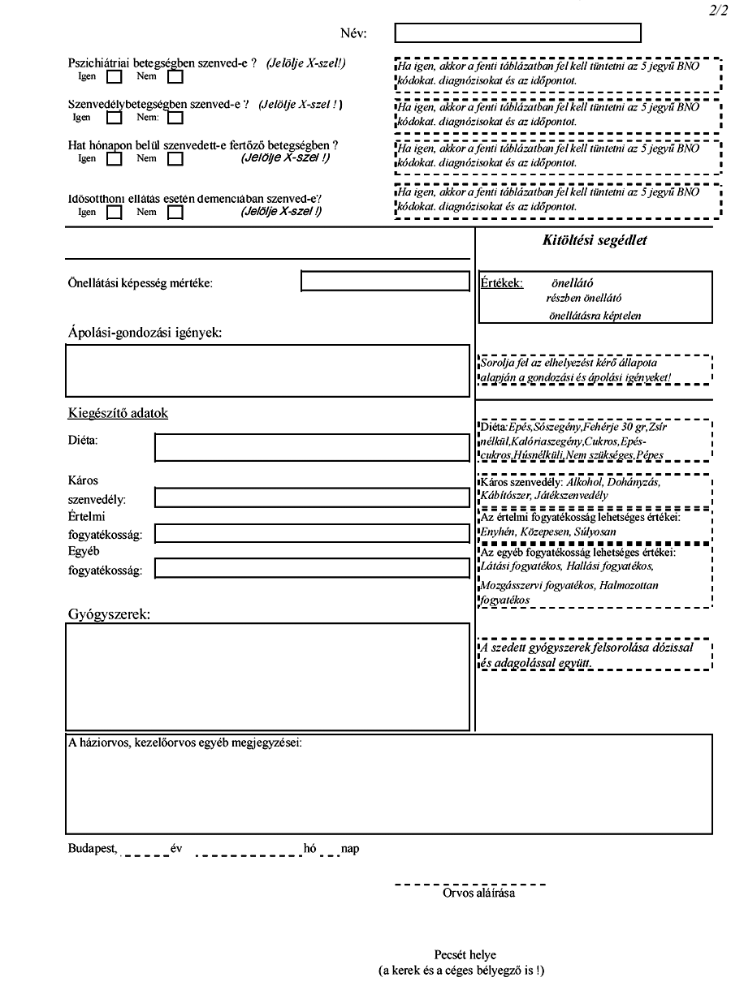 2/2
Név:
Pszichiátriai betegségben szenved-e ? (Jelölje X-szel!)
Igen Nem
Ha igen, akkor a fenti táblázatban fel kell tüntetni az 5 jegyű BNO
kódokat. diagnózisokat és az időpontot.
Szenvedélybetegségben szenved-e ? (Jelölje X-szel ! )
Igen Nem:
Ha igen, akkor a fenti táblázatban fel kell tüntetni az 5 jegyű BNO
kódokat. diagnózisokat és az időpontot.
Hat hónapon belül szenvedett-e fertőző betegségben ?
Igen Nem (Jelölje X-szel !)
Ha igen, akkor a fenti táblázatban fel kell tüntetni az 5 jegyű BNO
kódokat. diagnózisokat és az időpontot.
Idősotthoni ellátás esetén demenciában szenved-e?
Igen Nem (Jelölje X-szel !)
Ha igen, akkor a fenti táblázatban fel kell tüntetni az 5 jegyű BNO
kódokat. diagnózisokat és az időpontot.
Kitöltési segédlet
Önellátási képesség mértéke:
Értékek: önellátó
részben önellátó
önellátásra képtelen
Ápolási-gondozási igények:
Sorolja fel az elhelyezést kérő állapota
alapján a gondozási és ápolási igényeket!
Kiegészítő adatok
Diéta:
Diéta:Epés,Sószegény,Fehérje 30 gr,Zsír
nélkül,Kalóriaszegény,Cukros,Epés-
cukros,Húsnélküli,Nem szükséges,Pépes
Káros
szenvedély:
Káros szenvedély: Alkohol, Dohányzás,
Kábítószer, Játékszenvedély
Értelmi
fogyatékosság:
Az értelmi fogyatékosság lehetséges értékei:
Enyhén, Közepesen, Súlyosan
Egyéb
fogyatékosság:
Az egyéb fogyatékosság lehetséges értékei:
Látási fogyatékos, Hallási fogyatékos,
Mozgásszervi fogyatékos, Halmozottan
fogyatékos
Gyógyszerek:
A szedett gyógyszerek felsorolása dózissal
és adagolással együtt.
A háziorvos, kezelőorvos egyéb megjegyzései:
Budapest, ______év ____________hó ___nap
Orvos aláírása
Pecsét helye
(a kerek és a céges bélyegző is !)